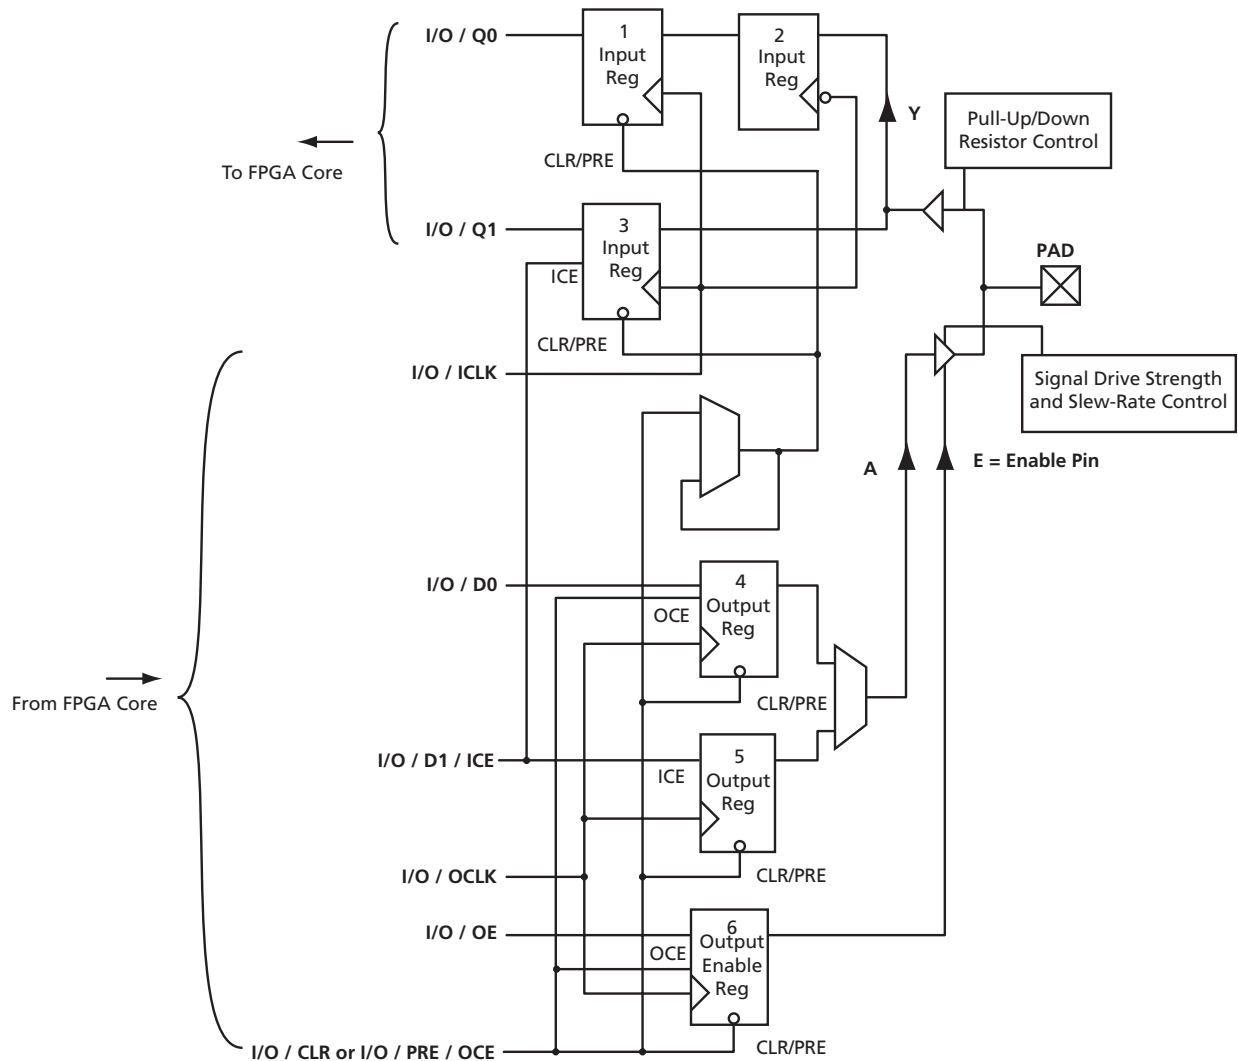 I/O / Q0
1
Input
Reg
2
Input
Reg
Y
Pull-Up/Down
Resistor Control
CLR/PRE
To FPGA Core
I/O / Q1
3
Input
Reg
ICE
PAD
CLR/PRE
I/O / ICLK
Signal Drive Strength
and Slew-Rate Control
A
E = Enable Pin
I/O / D0
4
Output
Reg
OCE
From FPGA Core
CLR/PRE
I/O / D1 / ICE
5
Output
Reg
ICE
I/O / OCLK
CLR/PRE
I/O / OE
6
Output
Enable
Reg
OCE
I/O / CLR or I/O / PRE / OCE
CLR/PRE